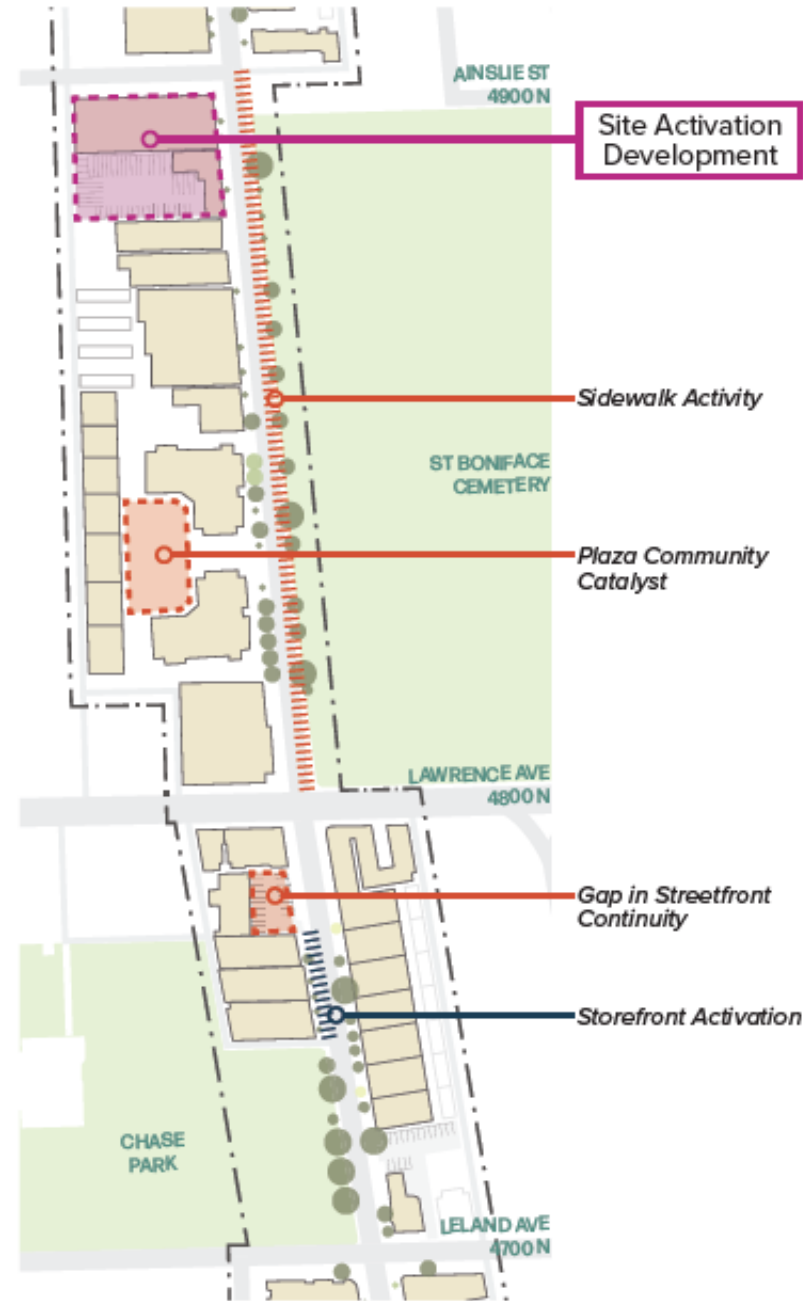 AINSLIE ST
4900 N
Site Activation
Development
Sidewalk Activity
ST BONIFACE
CEMETERY
Plaza Community
Catalyst
LAWRENCE AVE
4800 N
Gap in Streetfront
Continuity
Storefront Activation
CHASE
PARK
LELAND AVE
4700 N